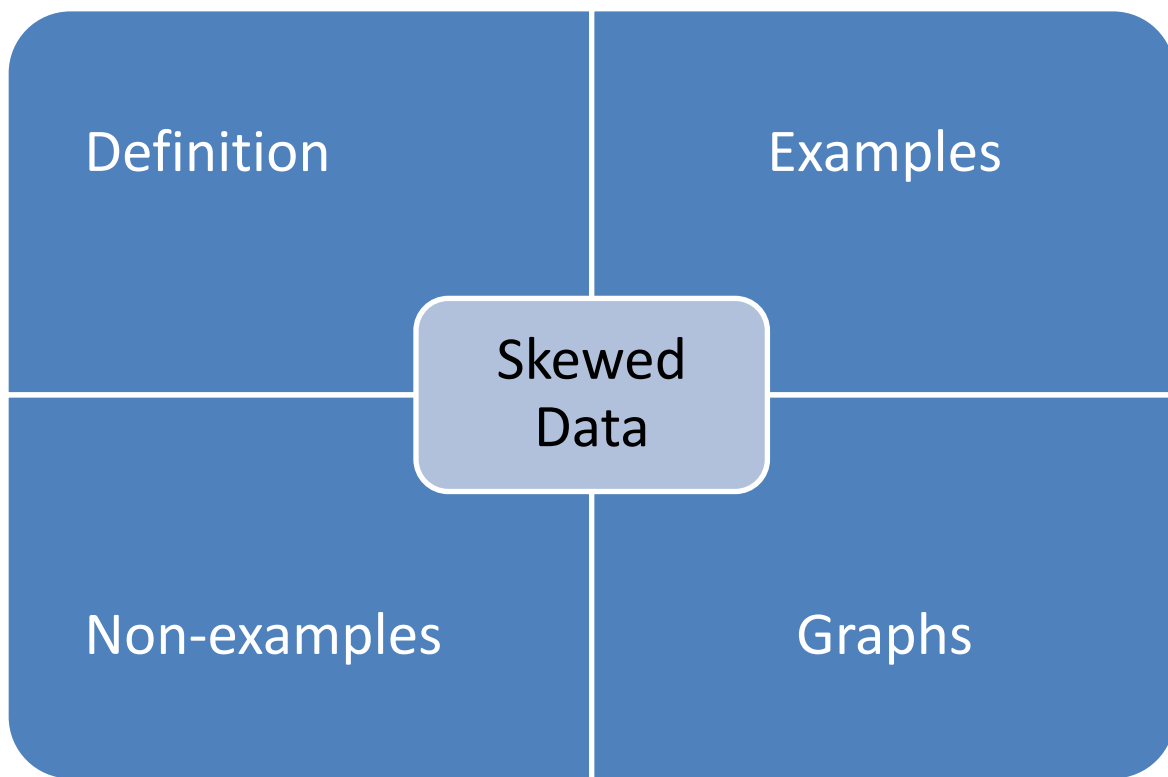 Definition
Examples
Skewed
Data
Non-examples
Graphs